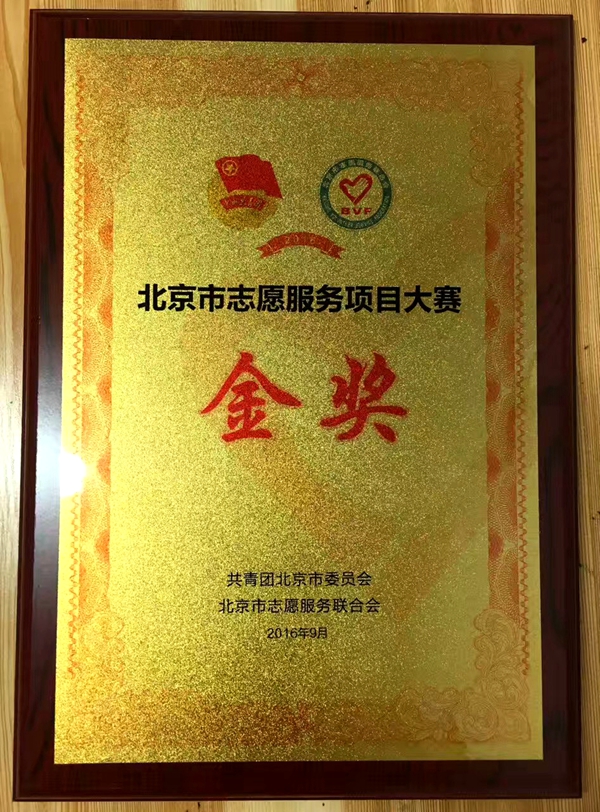 BVF
2016
北京市志愿服务项目大赛
金奖
共青团北京市委员会
北京市志愿服务联合会
2016年9月